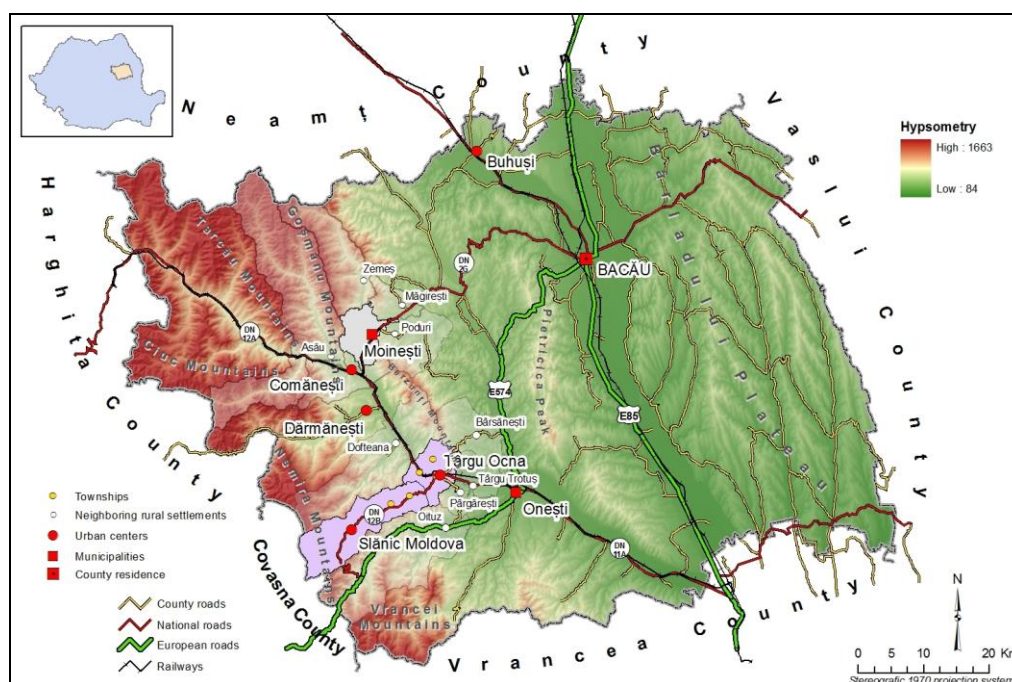 Neamț County
Vaslui County
Harghita County
Covasna County
Vrancea County
Hypsometry
High : 1663
Low : 84
Buhuși
BACĂU
Tarcău Mountains
Gosmanu Mountains
Ciuc Mountains
Nemira Mountains
Vrancei
Mountains
Pietricica Peak
Bârladului Plateau
Zemeș
Măgirești
DN
2G
Poduri
Moinești
DN
12A
Asău
Comănești
Dărmănești
E574
E85
Bârsănești
Dofteana
Târgu Ocna
Târgu Trotuș
Pârgărești
Onești
DN
12B
Oituz
Slănic Moldova
DN
11A
Townships
Neighboring rural settlements
Urban centers
Municipalities
County residence
County roads
National roads
European roads
Railways
N
0 5 10 20 Km
Stereografic 1970 projection system